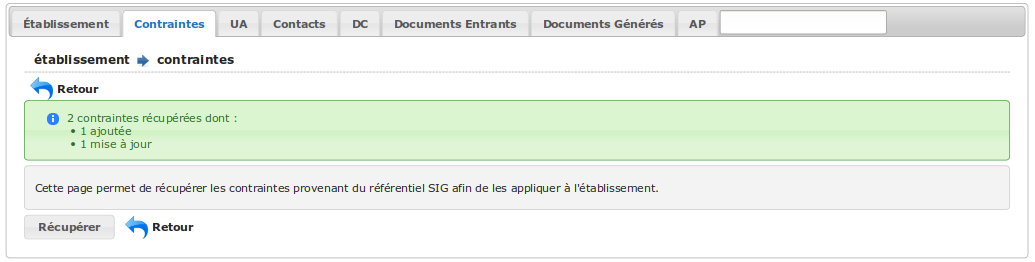 Établissement Contraintes UA Contacts DC Documents Entrants Documents Générés AP
établissement contraintes
Retour
2 contraintes récupérées dont :
• 1 ajoutée
• 1 mise à jour
Cette page permet de récupérer les contraintes provenant du référentiel SIG afin de les appliquer à l'établissement.
Récupérer Retour